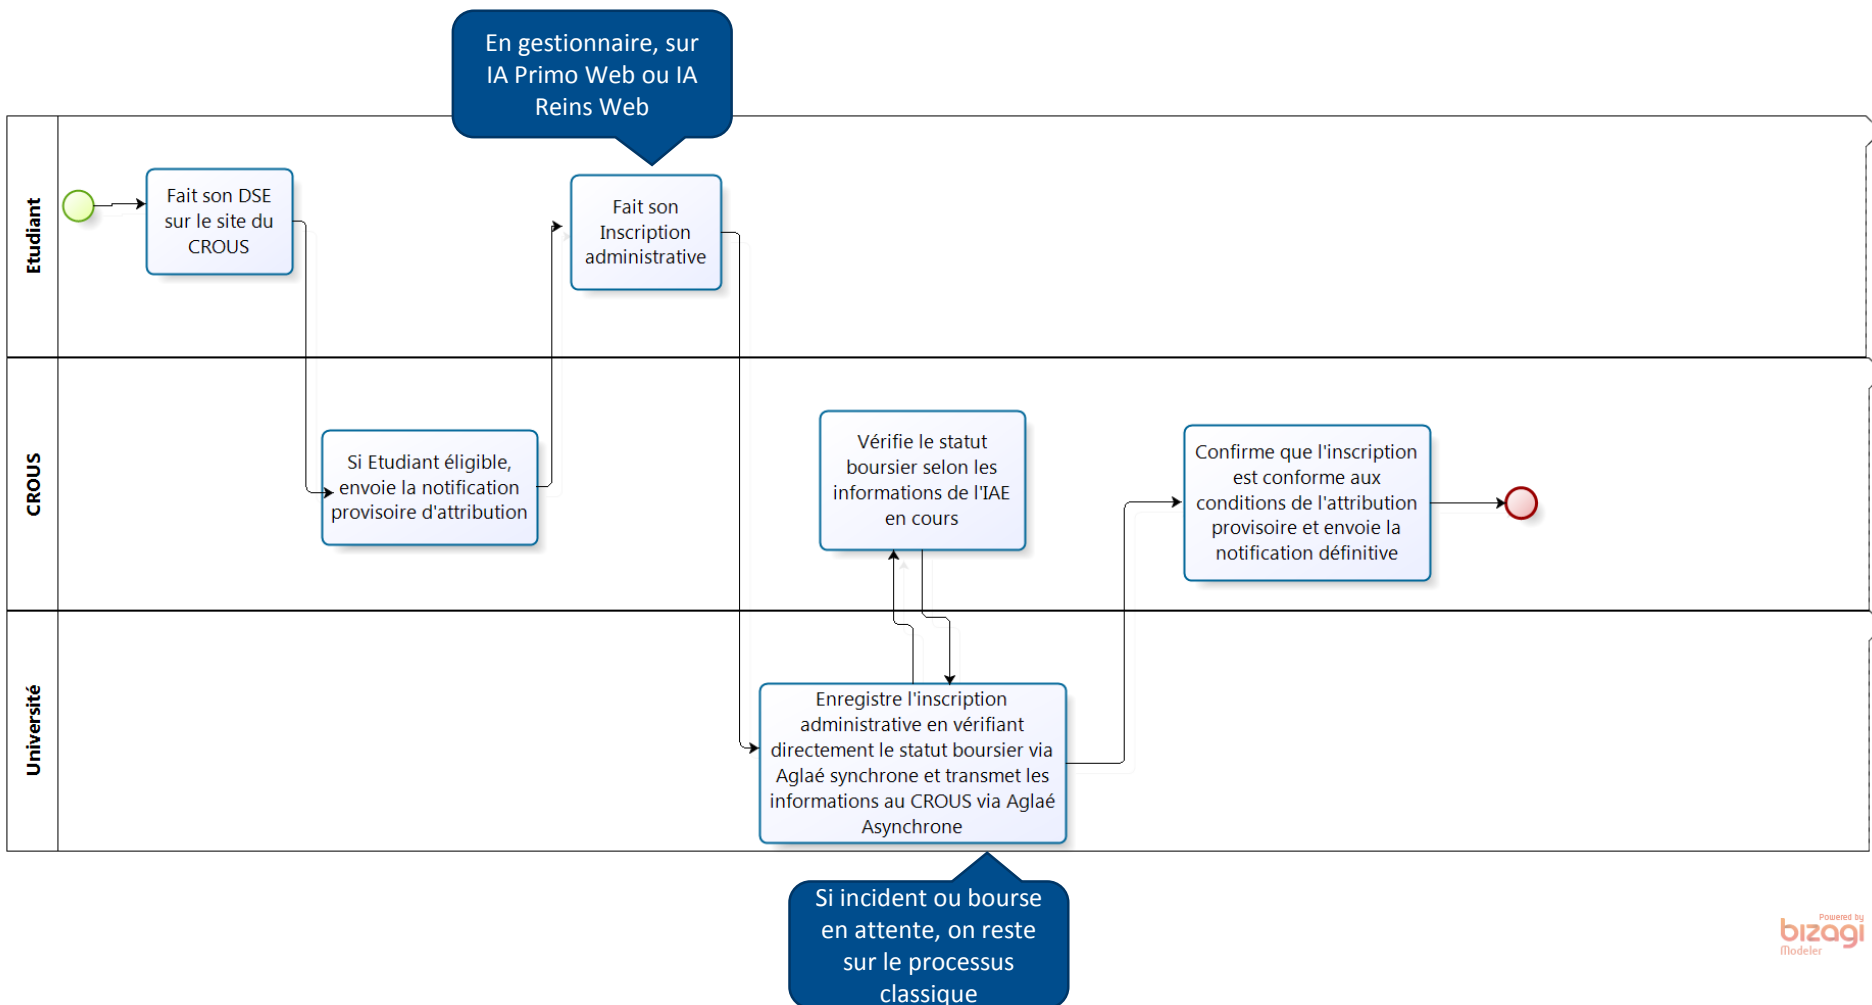 En gestionnaire, sur
IA Primo Web ou IA
Reins Web
Etudiant
Fait son DSE
sur le site du
CROUS
Fait son
Inscription
administrative
CROUS
Si Etudiant éligible,
envoie la notification
provisoire d'attribution
Vérifie le statut
boursier selon les
informations de l'IAE
en cours
Confirme que l'inscription
est conforme aux
conditions de l'attribution
provisoire et envoie la
notification définitive
Université
Enregistre l'inscription
administrative en vérifiant
directement le statut boursier via
Aglaé synchrone et transmet les
informations au CROUS via Aglaé
Asynchrone
Si incident ou bourse
en attente, on reste
sur le processus
classique
Powered by
bizagi
Modeler